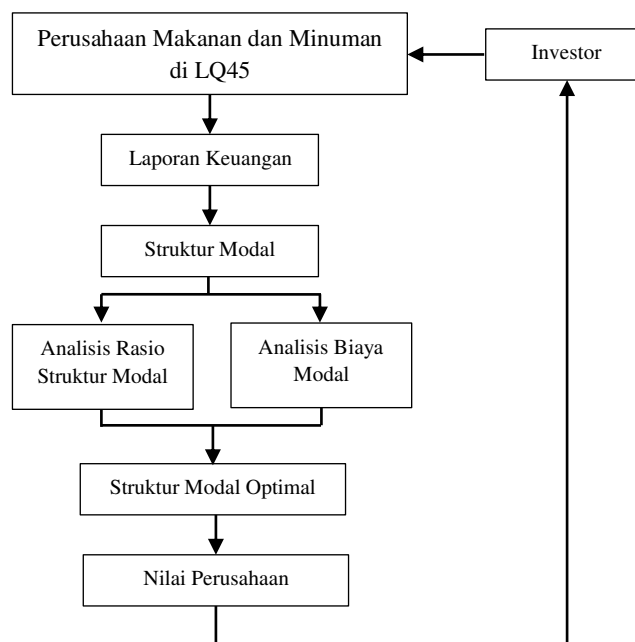 Perusahaan Makanan dan Minuman
di LQ45
Investor
Laporan Keuangan
Struktur Modal
Analisis Rasio
Struktur Modal
Analisis Biaya
Modal
Struktur Modal Optimal
Nilai Perusahaan